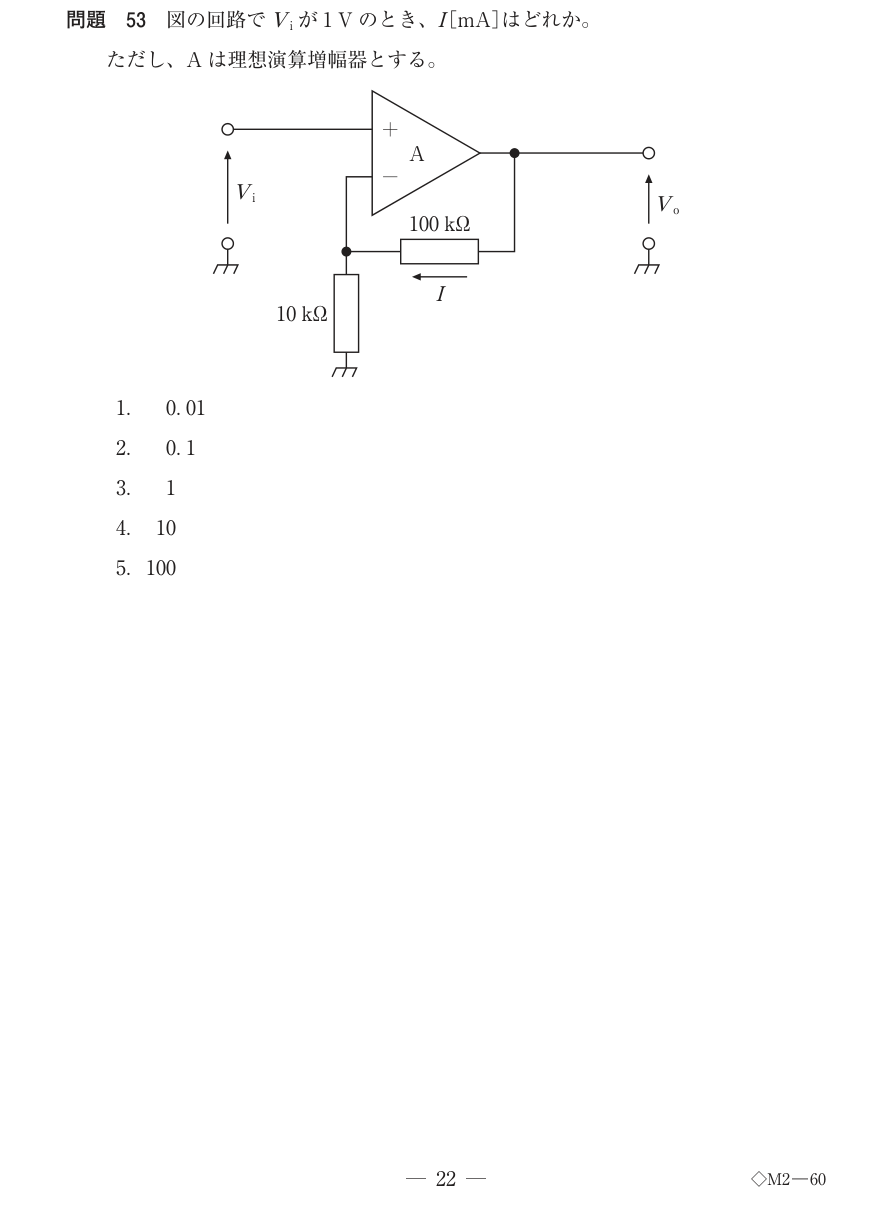 問題 53 図の回路で Viが 1 V のとき、I[mA]はどれか。
ただし、A は理想演算増幅器とする。
+
A
−
Vi
Vo
100 kΩ
I
10 kΩ
1. 0.01
2. 0.1
3. 1
4. 10
5. 100
― 22 ―
◇M2―60